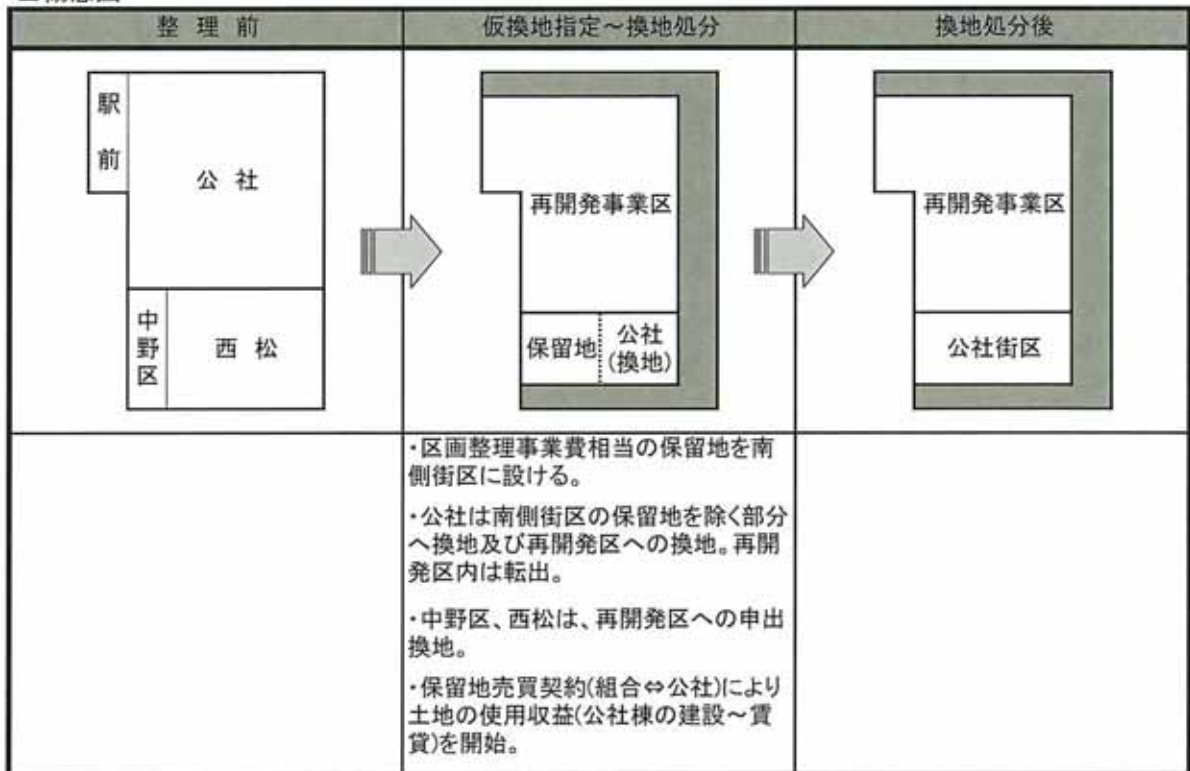 整理前
仮換地指定～換地処分
換地処分後
駅前
公社
中野区
西松
再開発事業区
保留地
公社
(換地)
再開発事業区
公社街区
・区画整理事業費相当の保留地を南
側街区に設ける。
・公社は南側街区の保留地を除く部分
へ換地及び再開発区への換地。再開
発区内は転出。
・中野区、西松は、再開発区への申出
換地。
・保留地売買契約(組合⇔公社)により
土地の使用収益(公社棟の建設～賃
貸)を開始。